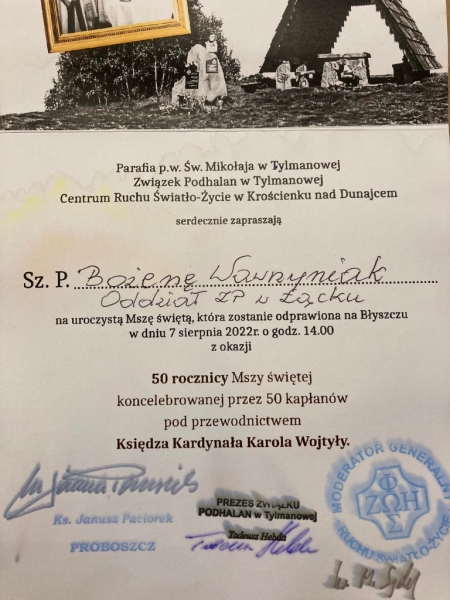 Parafia p.w. Św. Mikołaja w Tylmanowej
Związek Podhalan w Tylmanowej
Centrum Ruchu Światło-Życie w Krościenku nad Dunajcem
serdecznie zapraszają
Sz. P. Bożenę Wawrzyniak
Oddział ZP w Łącku
na uroczystą Mszę świętą, która zostanie odprawiona na Błyszczu
w dniu 7 sierpnia 2022r. o godz. 14.00
z okazji
50 rocznicy Mszy świętej
koncelebrowanej przez 50 kapłanów
pod przewodnictwem
Księdza Kardynała Karola Wojtyły.
Ks. Janusz Paciorek
PROBOSZCZ
PREZES ZWIĄZKU
PODHALAN w Tylmanowej
Tadeusz Hebda
MODERATOR GENERALNY
RUCHU ŚWIATŁO-ŻYCIE
Φ
ΖΩΗ
Σ